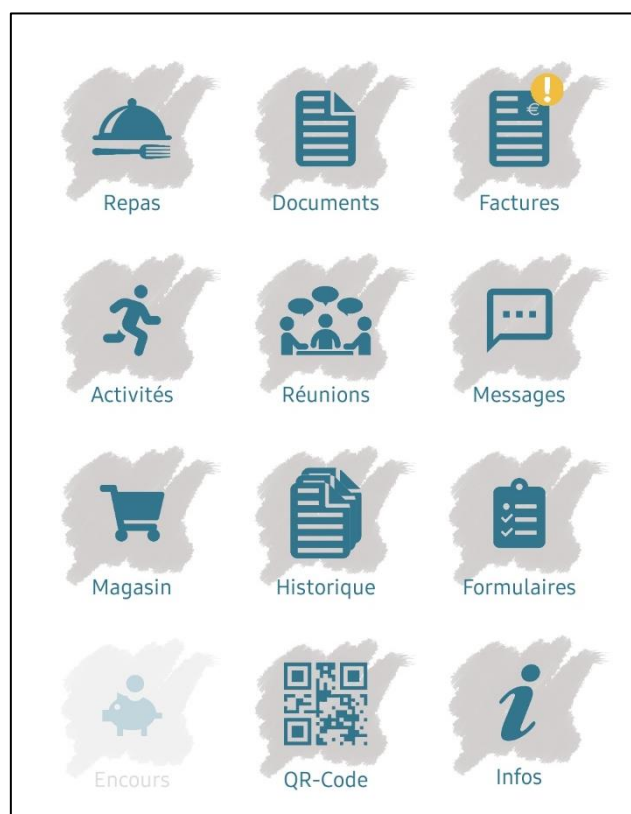 Repas
Documents
Factures
Activités
Réunions
Messages
Magasin
Historique
Formulaires
Encours
QR-Code
Infos